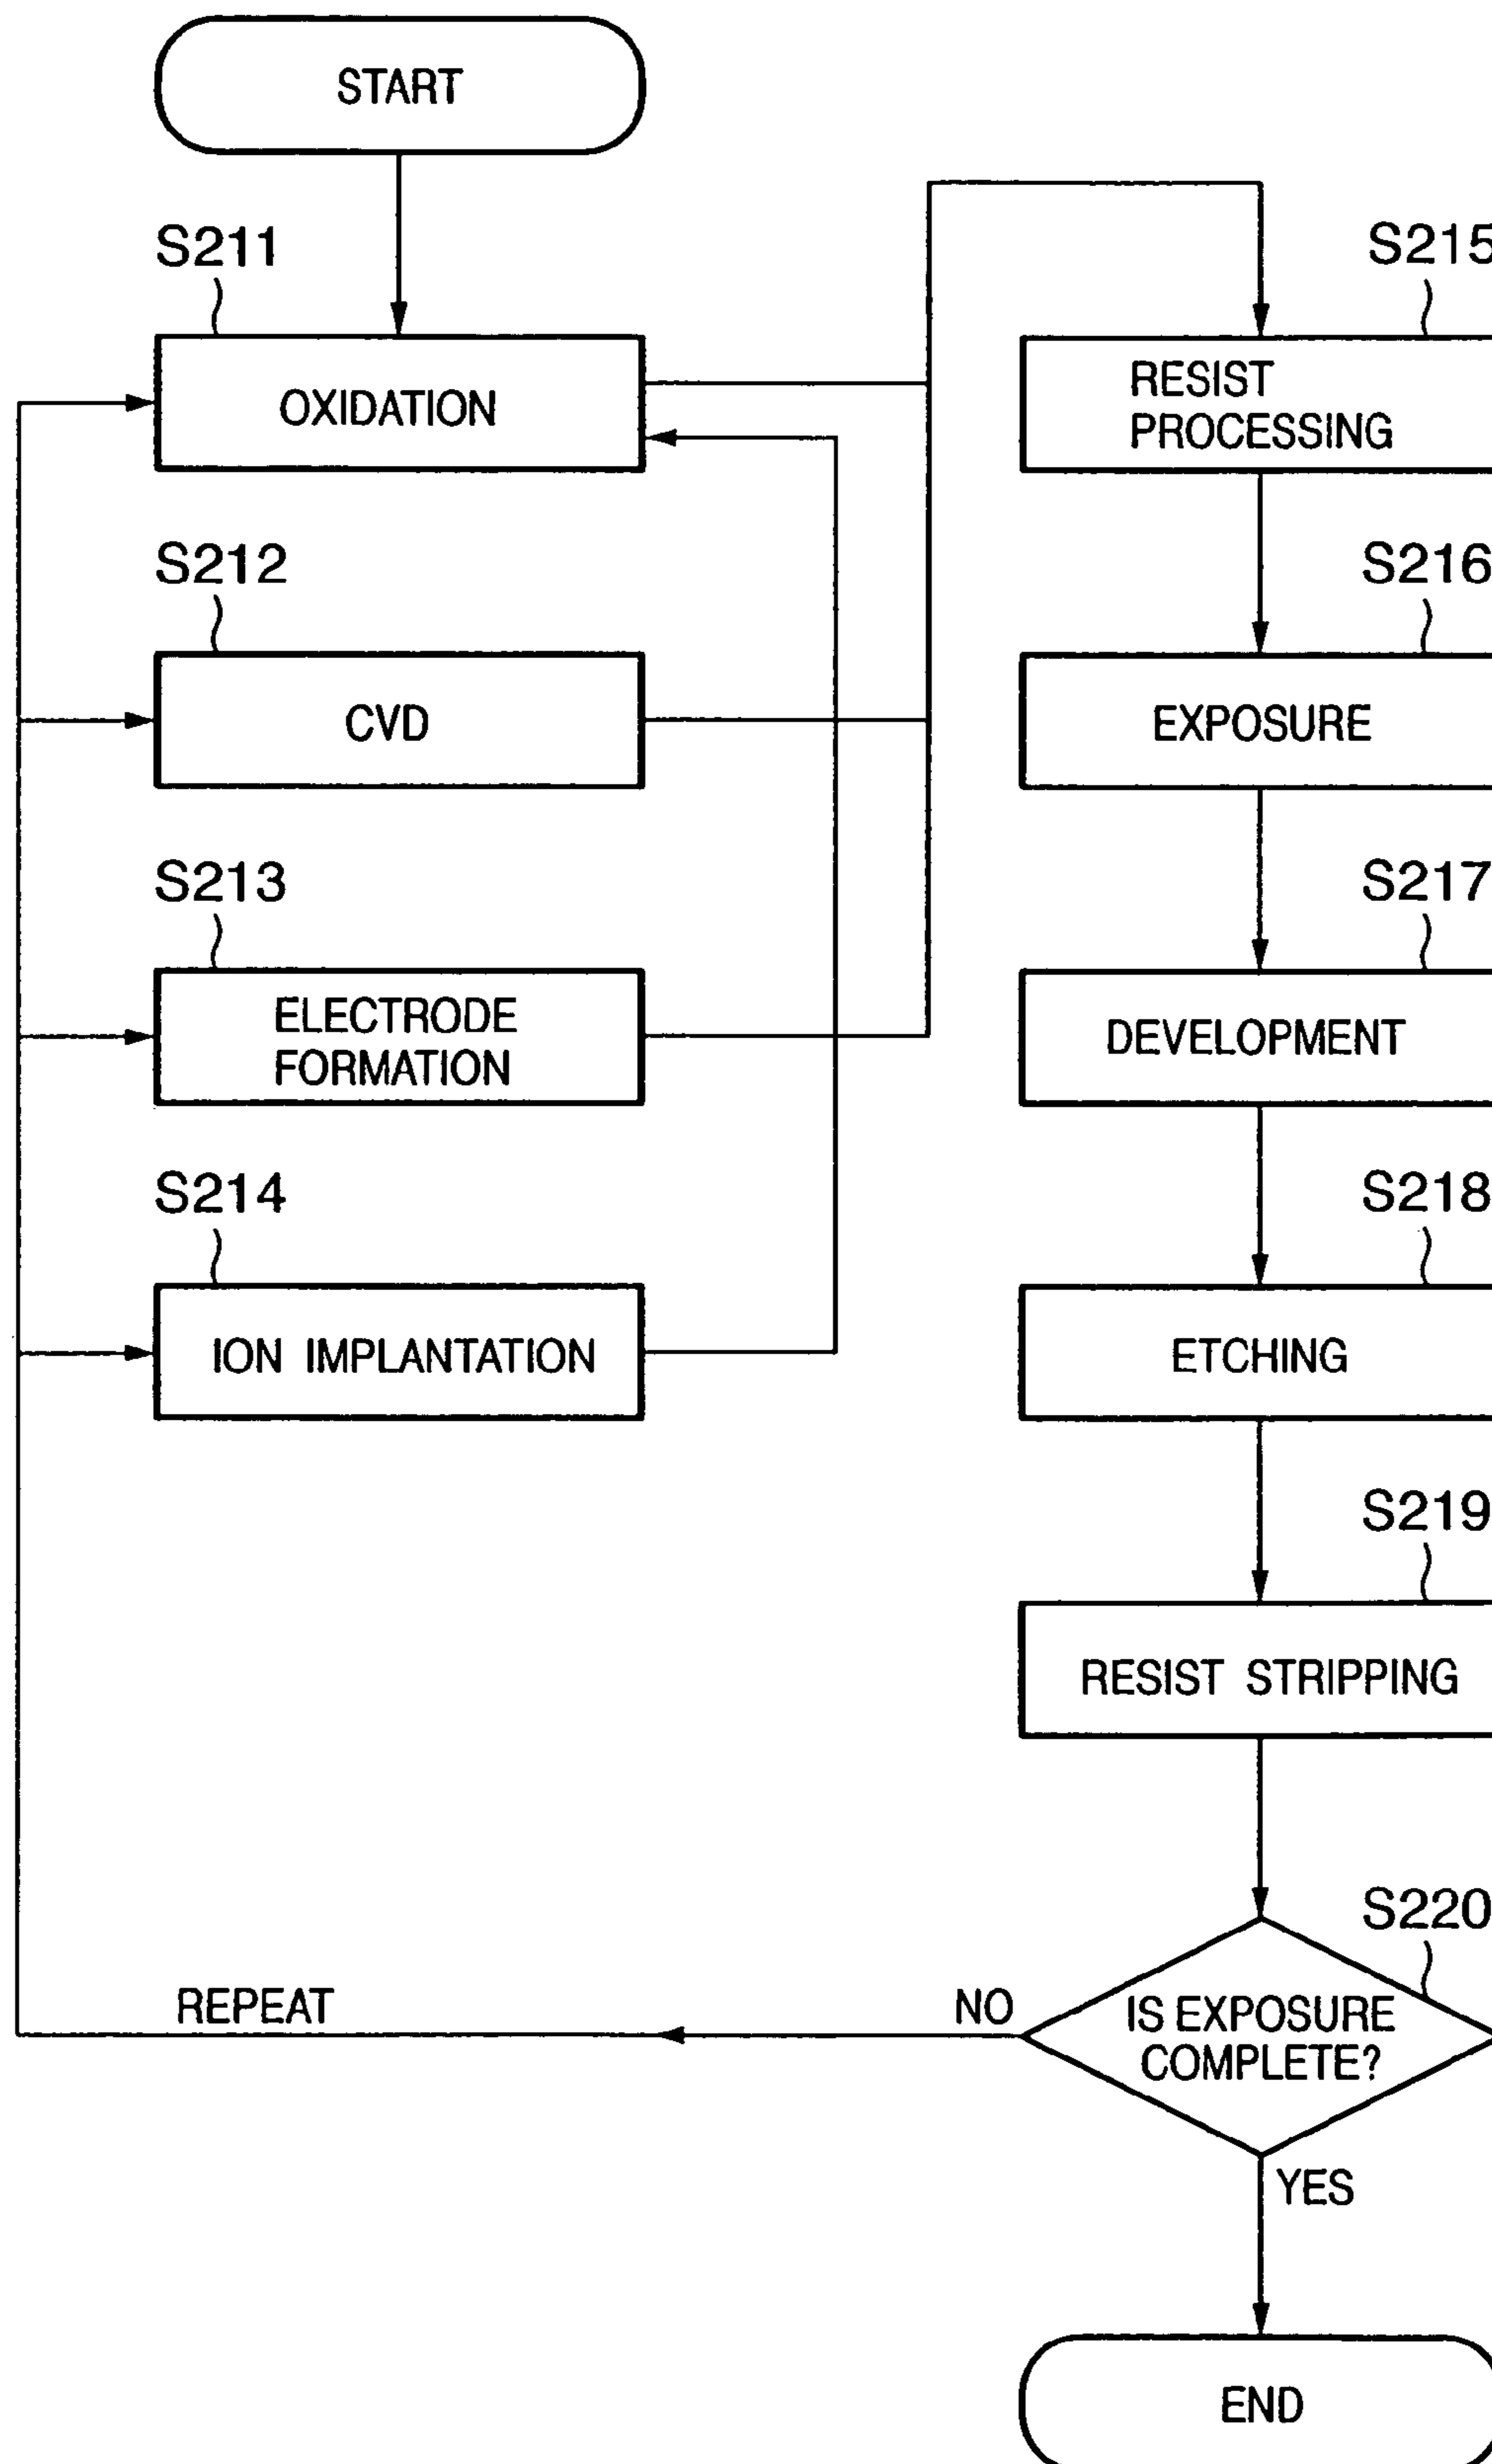 START
S211
OXIDATION
S212
CVD
S213
ELECTRODE
FORMATION
S214
ION IMPLANTATION
S215
RESIST
PROCESSING
S216
EXPOSURE
S217
DEVELOPMENT
S218
ETCHING
S219
RESIST STRIPPING
S220
IS EXPOSURE
COMPLETE?
NO
REPEAT
YES
END